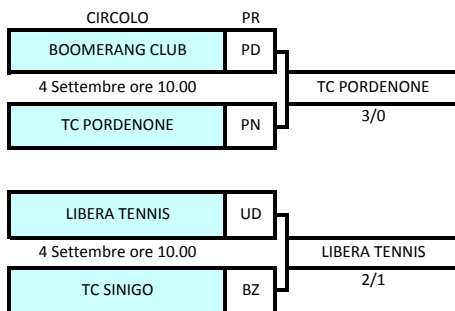 CIRCOLO PR
BOOMERANG CLUB PD
4 Settembre ore 10.00 TC PORDENONE
3/0
TC PORDENONE PN
LIBERA TENNIS UD
4 Settembre ore 10.00 LIBERA TENNIS
2/1
TC SINIGO BZ